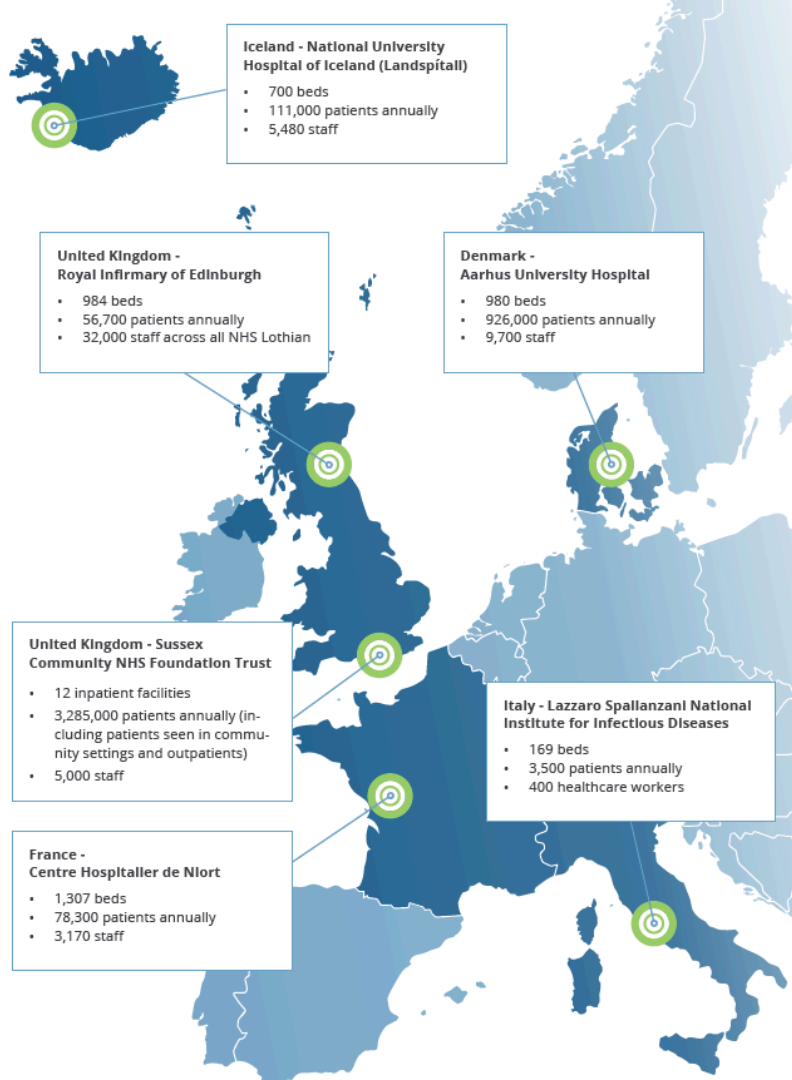 Iceland - National University
Hospital of Iceland (Landspítali)
• 700 beds
• 111,000 patients annually
• 5,480 staff
United Kingdom -
Royal Infirmary of Edinburgh
• 984 beds
• 56,700 patients annually
• 32,000 staff across all NHS Lothian
Denmark -
Aarhus University Hospital
• 980 beds
• 926,000 patients annually
• 9,700 staff
United Kingdom - Sussex
Community NHS Foundation Trust
• 12 inpatient facilities
• 3,285,000 patients annually (in-
cluding patients seen in commu-
nity settings and outpatients)
• 5,000 staff
Italy - Lazzaro Spallanzani National
Institute for Infectious Diseases
• 169 beds
• 3,500 patients annually
• 400 healthcare workers
France -
Centre Hospitalier de Niort
• 1,307 beds
• 78,300 patients annually
• 3,170 staff